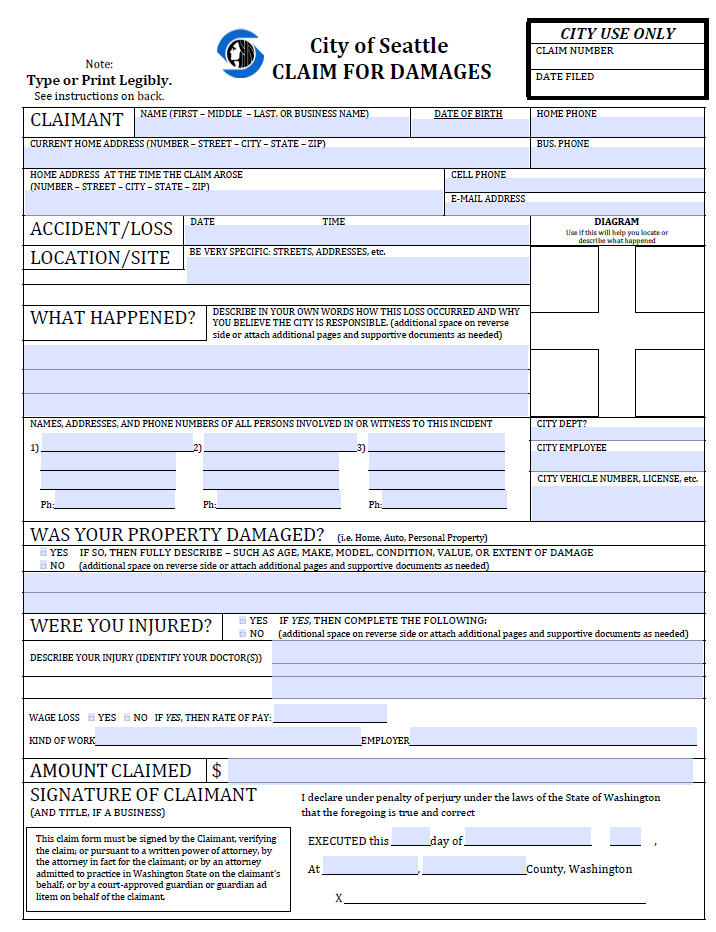 Note:
Type or Print Legibly.
See instructions on back.
City of Seattle
CLAIM FOR DAMAGES
CITY USE ONLY
CLAIM NUMBER
DATE FILED
CLAIMANT
NAME (FIRST – MIDDLE – LAST, OR BUSINESS NAME)
DATE OF BIRTH
HOME PHONE
CURRENT HOME ADDRESS (NUMBER – STREET – CITY – STATE – ZIP)
BUS. PHONE
HOME ADDRESS AT THE TIME THE CLAIM AROSE
(NUMBER – STREET – CITY – STATE – ZIP)
CELL PHONE
E-MAIL ADDRESS
ACCIDENT/LOSS
DATE TIME
DIAGRAM
Use if this will help you locate or
describe what happened
LOCATION/SITE
BE VERY SPECIFIC: STREETS, ADDRESSES, etc.
WHAT HAPPENED?
DESCRIBE IN YOUR OWN WORDS HOW THIS LOSS OCCURRED AND WHY
YOU BELIEVE THE CITY IS RESPONSIBLE. (additional space on reverse
side or attach additional pages and supportive documents as needed)
NAMES, ADDRESSES, AND PHONE NUMBERS OF ALL PERSONS INVOLVED IN OR WITNESS TO THIS INCIDENT
1) 2) 3)
Ph: Ph: Ph:
CITY DEPT?
CITY EMPLOYEE
CITY VEHICLE NUMBER, LICENSE, etc.
WAS YOUR PROPERTY DAMAGED? (i.e. Home, Auto, Personal Property)
YES IF SO, THEN FULLY DESCRIBE – SUCH AS AGE, MAKE, MODEL, CONDITION, VALUE, OR EXTENT OF DAMAGE
NO (additional space on reverse side or attach additional pages and supportive documents as needed)
WERE YOU INJURED?
YES IF YES, THEN COMPLETE THE FOLLOWING:
NO (additional space on reverse side or attach additional pages and supportive documents as needed)
DESCRIBE YOUR INJURY (IDENTIFY YOUR DOCTOR(S))
WAGE LOSS YES NO IF YES, THEN RATE OF PAY:
KIND OF WORK EMPLOYER
AMOUNT CLAIMED $
SIGNATURE OF CLAIMANT
(AND TITLE, IF A BUSINESS)
I declare under penalty of perjury under the laws of the State of Washington
that the foregoing is true and correct
This claim form must be signed by the Claimant, verifying
the claim; or pursuant to a written power of attorney, by
the attorney in fact for the claimant; or by an attorney
admitted to practice in Washington State on the claimant's
behalf; or by a court-approved guardian or guardian ad
litem on behalf of the claimant.
EXECUTED this day of ,
At , County, Washington
X